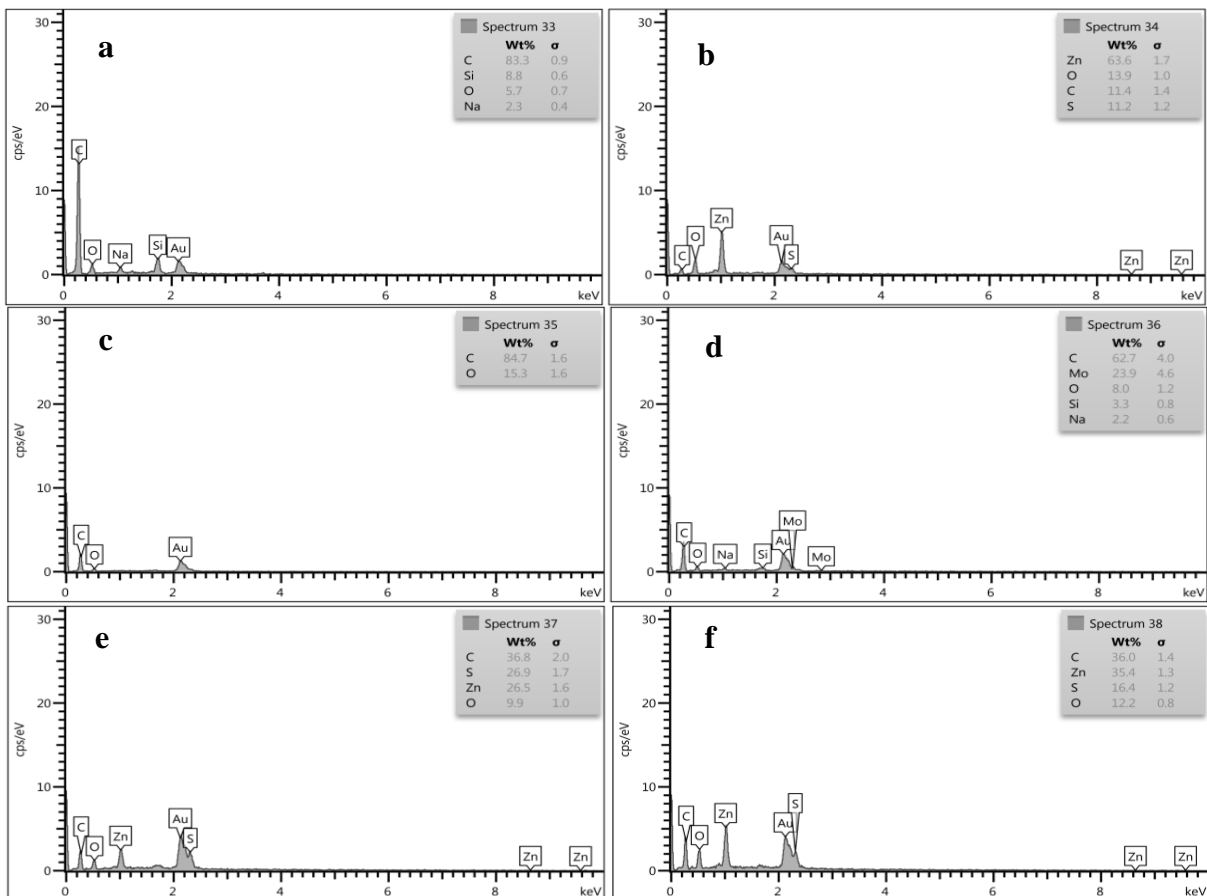 a
Spectrum 33
Wt% σ
C 83.3 0.9
Si 8.8 0.6
O 5.7 0.7
Na 2.3 0.4
30
20
10
0
cps/eV
C
O
Na
Si
Au
0 2 4 6 8 keV
b
Spectrum 34
Wt% σ
Zn 63.6 1.7
O 13.9 1.0
C 11.4 1.4
S 11.2 1.2
30
20
10
0
cps/eV
C
O
Zn
Au
S
Zn
Zn
0 2 4 6 8 keV
c
Spectrum 35
Wt% σ
C 84.7 1.6
O 15.3 1.6
30
20
10
0
cps/eV
C
O
Au
0 2 4 6 8 keV
d
Spectrum 36
Wt% σ
C 62.7 4.0
Mo 23.9 4.6
O 8.0 1.2
Si 3.3 0.8
Na 2.2 0.6
30
20
10
0
cps/eV
C
O
Na
Si
Au
Mo
Mo
0 2 4 6 8 keV
e
Spectrum 37
Wt% σ
C 36.8 2.0
S 26.9 1.7
Zn 26.5 1.6
O 9.9 1.0
30
20
10
0
cps/eV
C
O
Zn
Au
S
Zn
Zn
0 2 4 6 8 keV
f
Spectrum 38
Wt% σ
C 36.0 1.4
Zn 35.4 1.3
S 16.4 1.2
O 12.2 0.8
30
20
10
0
cps/eV
C
O
Zn
Au
S
Zn
Zn
0 2 4 6 8 keV